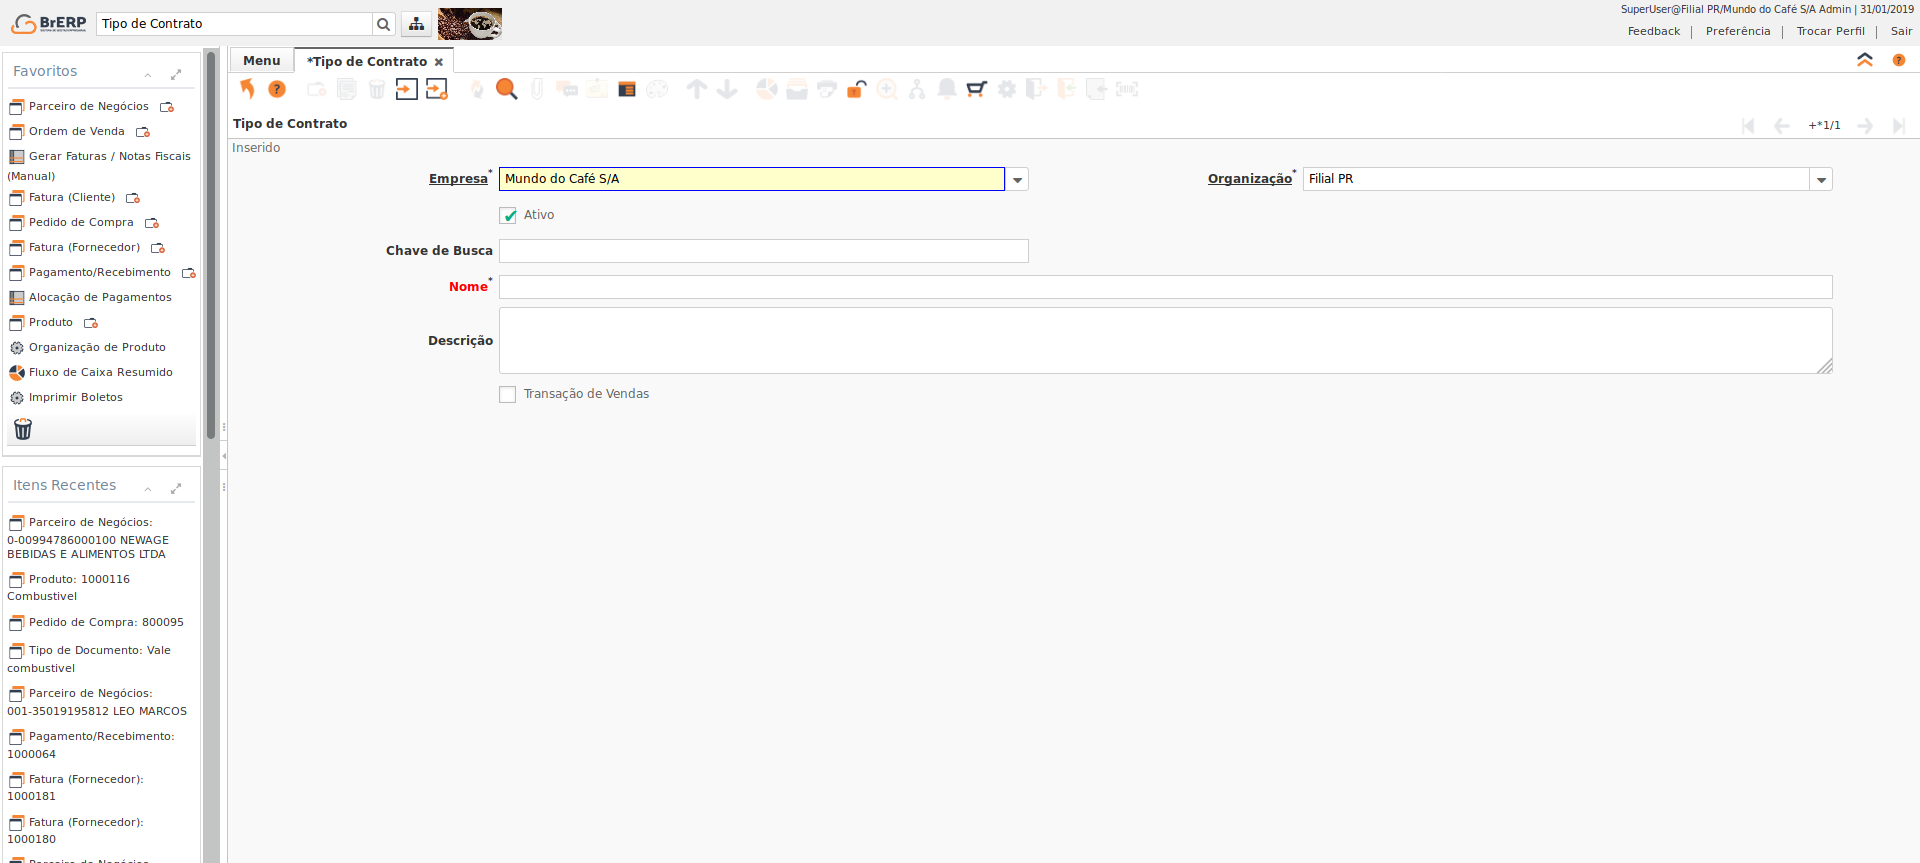 BrERP
Tipo de Contrato
SuperUser@Filial PR/Mundo do Café S/A Admin | 31/01/2019
Feedback | Preferência | Trocar Perfil | Sair
Favoritos
Parceiro de Negócios
Ordem de Venda
Gerar Faturas / Notas Fiscais
(Manual)
Fatura (Cliente)
Pedido de Compra
Fatura (Fornecedor)
Pagamento/Recebimento
Alocação de Pagamentos
Produto
Organização de Produto
Fluxo de Caixa Resumido
Imprimir Boletos
Itens Recentes
Parceiro de Negócios:
0-00994786000100 NEWAGE
BEBIDAS E ALIMENTOS LTDA
Produto: 1000116
Combustivel
Pedido de Compra: 800095
Tipo de Documento: Vale
combustivel
Parceiro de Negócios:
001-35019195812 LEO MARCOS
Pagamento/Recebimento:
1000064
Fatura (Fornecedor):
1000181
Fatura (Fornecedor):
1000180
Parceiro de Negócios
Menu
*Tipo de Contrato
Tipo de Contrato
+*1/1
Inserido
Empresa* Mundo do Café S/A
Organização* Filial PR
Ativo
Chave de Busca
Nome*
Descrição
Transação de Vendas